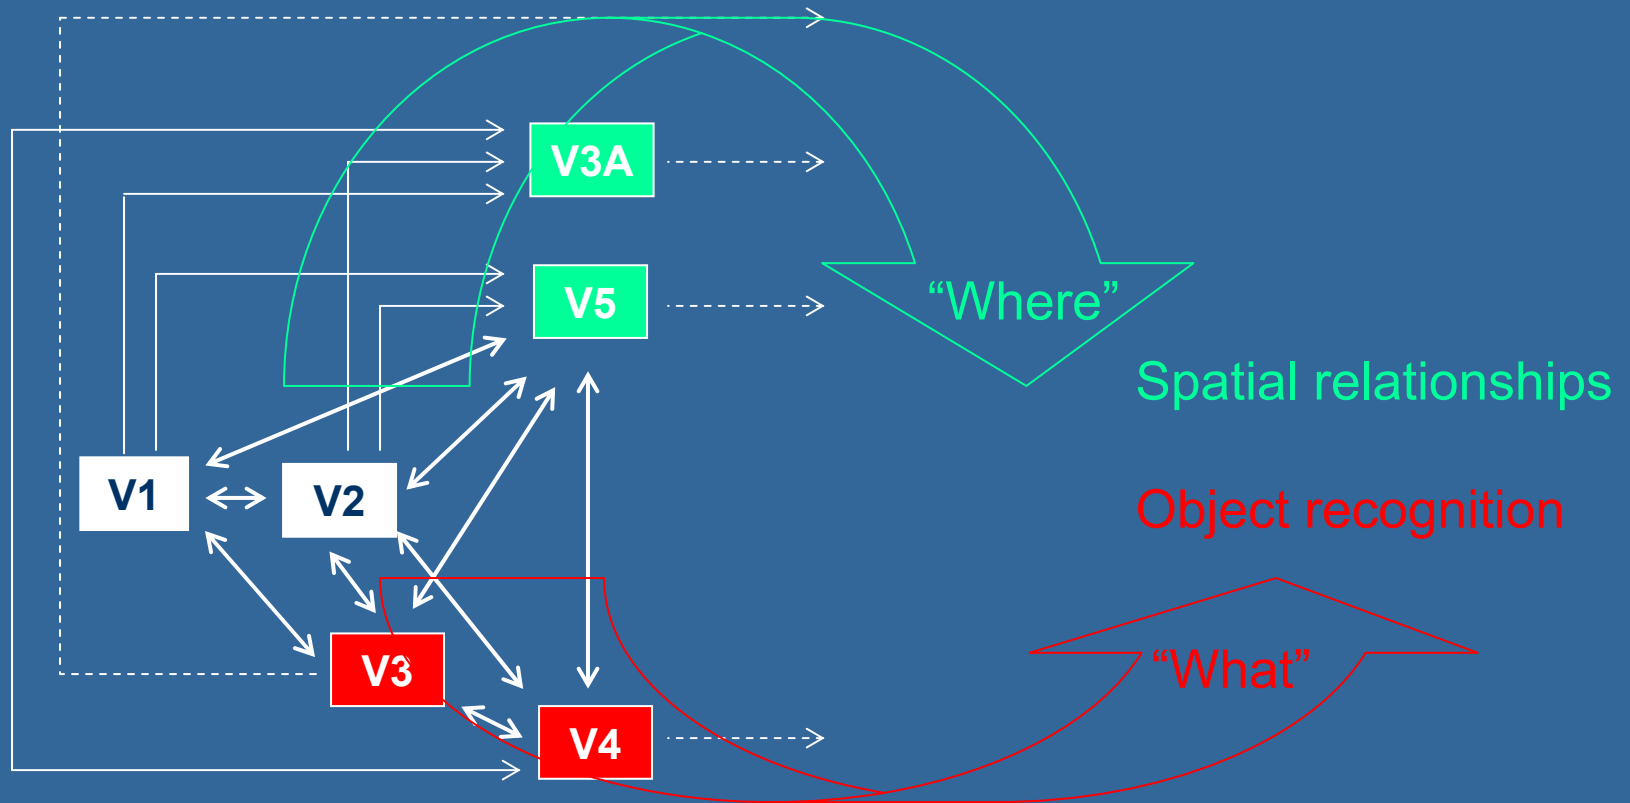 V3A
V5
“Where”
Spatial relationships
V1
V2
Object recognition
V3
“What”
V4